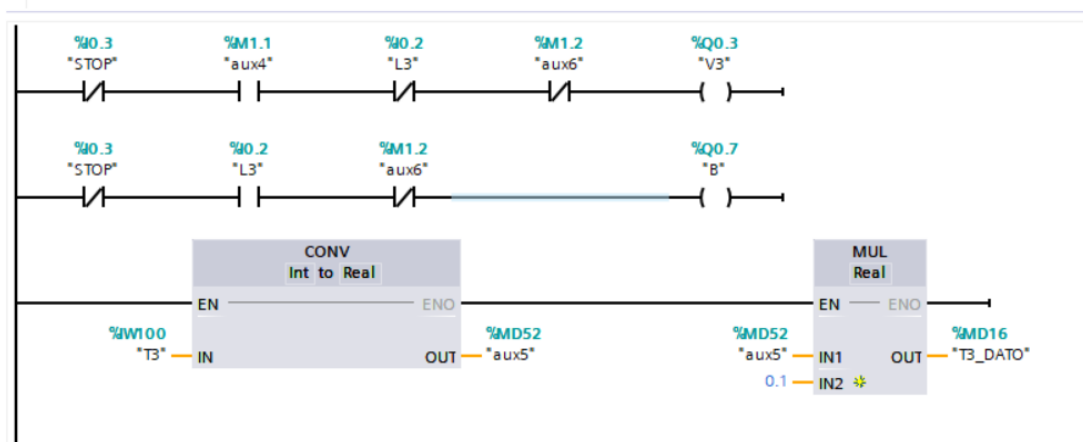 %I0.3 %M1.1 %I0.2 %M1.2 %Q0.3
"STOP" "aux4" "L3" "aux6" "V3"
%I0.3 %I0.2 %M1.2 %Q0.7
"STOP" "L3" "aux6" "B"
CONV MUL
Int to Real Real
EN ENO EN ENO
%IW100 %MD52 %MD52 %MD16
"T3" IN OUT "aux5" "aux5" IN1 OUT "T3_DATO"
0.1 IN2